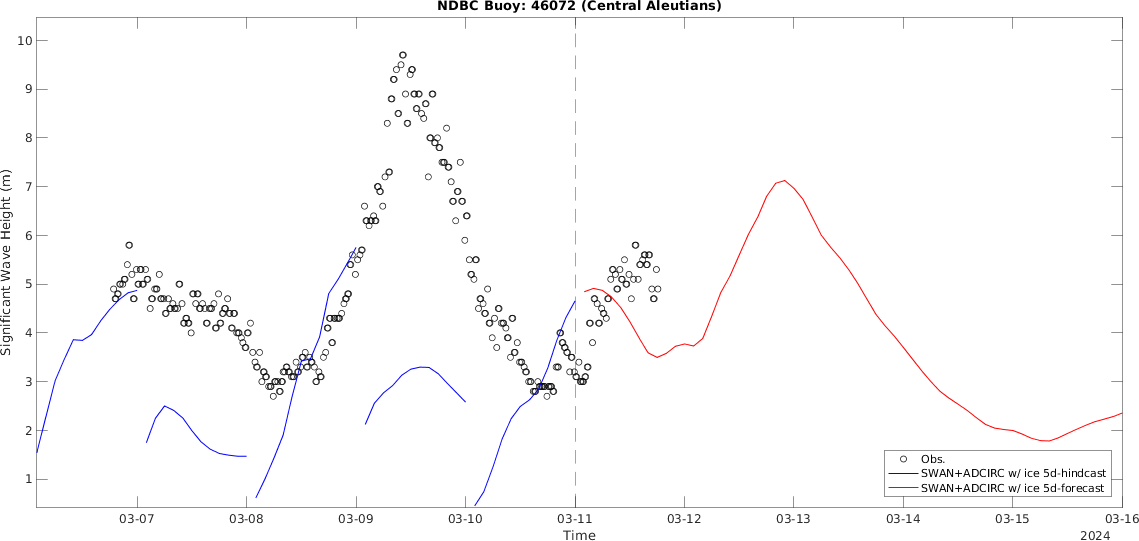 NDBC Buoy: 46072 (Central Aleutians)
Significant Wave Height (m)
10
9
8
7
6
5
4
3
2
1
Obs.
SWAN+ADCIRC w/ ice 5d-hindcast
SWAN+ADCIRC w/ ice 5d-forecast
03-07 03-08 03-09 03-10 03-11 03-12 03-13 03-14 03-15 03-16
Time
2024